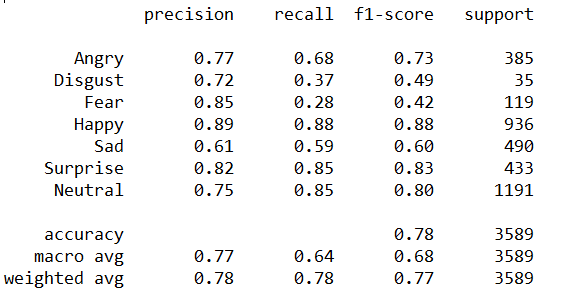 precision recall f1-score support
Angry 0.77 0.68 0.73 385
Disgust 0.72 0.37 0.49 35
Fear 0.85 0.28 0.42 119
Happy 0.89 0.88 0.88 936
Sad 0.61 0.59 0.60 490
Surprise 0.82 0.85 0.83 433
Neutral 0.75 0.85 0.80 1191
accuracy 0.78 3589
macro avg 0.77 0.64 0.68 3589
weighted avg 0.78 0.78 0.77 3589